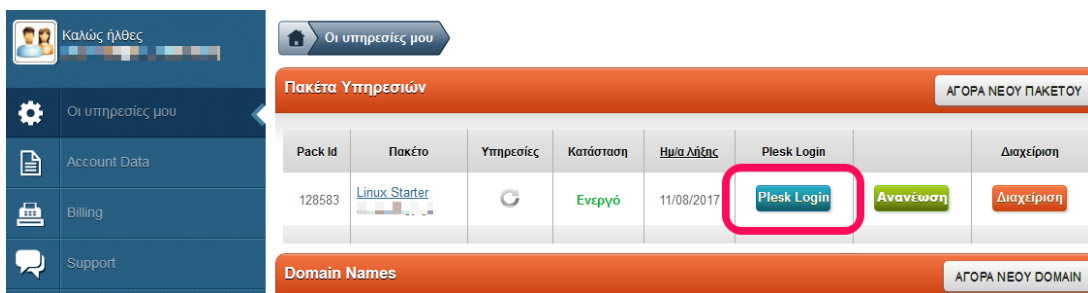 Καλώς ήλθες
Οι υπηρεσίες μου
Οι υπηρεσίες μου
Account Data
Billing
Support
Πακέτα Υπηρεσιών
ΑΓΟΡΑ ΝΕΟΥ ΠΑΚΕΤΟΥ
Pack Id Πακέτο Υπηρεσίες Κατάσταση Ημ/α Λήξης Plesk Login Διαχείριση
128583 Linux Starter Ενεργό 11/08/2017 Plesk Login Ανανέωση Διαχείριση
Domain Names
ΑΓΟΡΑ ΝΕΟΥ DOMAIN